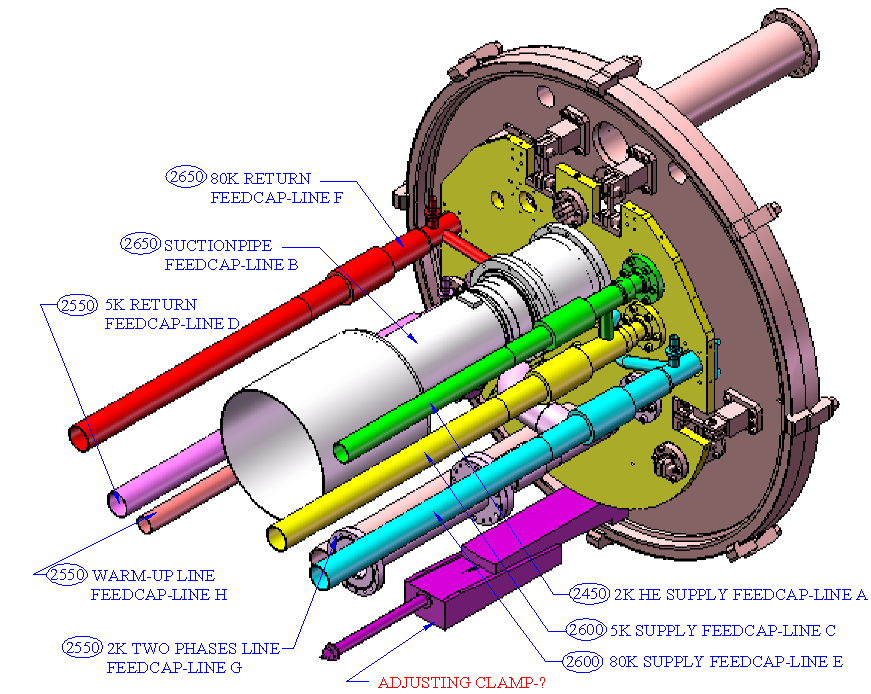 2650 80K RETURN
FEEDCAP-LINE F
2650 SUCTIONPIPE
FEEDCAP-LINE B
2550 5K RETURN
FEEDCAP-LINE D
2550 WARM-UP LINE
FEEDCAP-LINE H
2550 2K TWO PHASES LINE
FEEDCAP-LINE G
2450 2K HE SUPPLY FEEDCAP-LINE A
2600 5K SUPPLY FEEDCAP-LINE C
2600 80K SUPPLY FEEDCAP-LINE E
ADJUSTING CLAMP-?